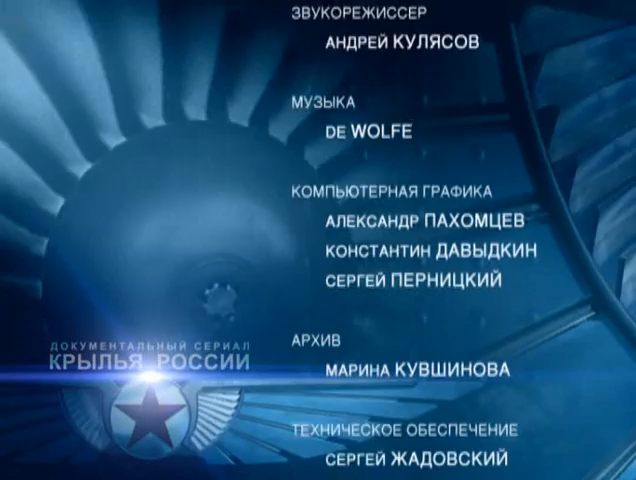 ЗВУКОРЕЖИССЕР
АНДРЕЙ КУЛЯСОВ
МУЗЫКА
DE WOLFE
КОМПЬЮТЕРНАЯ ГРАФИКА
АЛЕКСАНДР ПАХОМЦЕВ
КОНСТАНТИН ДАВЫДКИН
СЕРГЕЙ ПЕРНИЦКИЙ
АРХИВ
МАРИНА КУВШИНОВА
ТЕХНИЧЕСКОЕ ОБЕСПЕЧЕНИЕ
СЕРГЕЙ ЖАДОВСКИЙ
ДОКУМЕНТАЛЬНЫЙ СЕРИАЛ
КРЫЛЬЯ РОССИИ